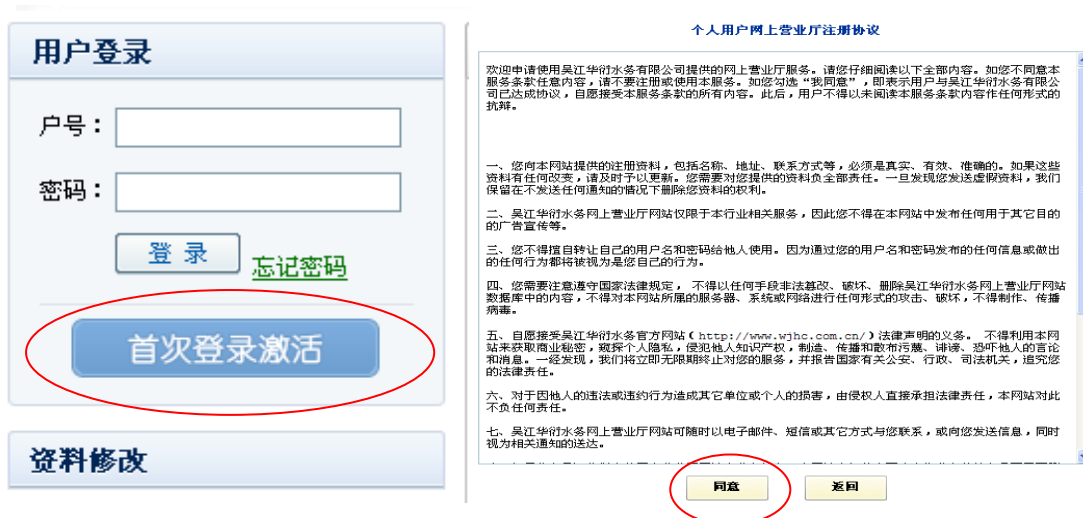 用户登录
户号：
密码：
登 录
忘记密码
首次登录激活
资料修改
个人用户网上营业厅注册协议
欢迎申请使用吴江华衍水务有限公司提供的网上营业厅服务。请您仔细阅读以下全部内容。如您不同意本
服务条款任意内容，请不要注册或使用本服务。如您勾选“我同意”，即表示用户与吴江华衍水务有限公
司已达成协议，自愿接受本服务条款的所有内容。此后，用户不得以未阅读本服务条款内容作任何形式的
抗辩。
一、您向本网站提供的注册资料，包括名称、地址、联系方式等，必须是真实、有效、准确的。如果这些
资料有任何改变，请及时予以更新。您需要对您提供的资料负全部责任。一旦发现您发送虚假资料，我们
保留在不发送任何通知的情况下删除您资料的权利。
二、吴江华衍水务网上营业厅网站仅限于本行业相关服务，因此您不得在本网站中发布任何用于其它目的
的广告宣传等。
三、您不得擅自转让自己的用户名和密码给他人使用。因为通过您的用户名和密码发布的任何信息或做出
的任何行为都将被视为是您自己的行为。
四、您需要注意遵守国家法律规定， 不得以任何手段非法篡改、破坏、删除吴江华衍水务网上营业厅网站
数据库中的内容，不得对本网站所属的服务器、系统或网络进行任何形式的攻击、破坏，不得制作、传播
病毒。
五、自愿接受吴江华衍水务官方网站（http://www.wjhc.com.cn/）法律声明的义务。 不得利用本网
站来获取商业秘密，窥探个人隐私，侵犯他人知识产权，制造、传播和散布污蔑、诽谤、恐吓他人的言论
和消息。一经发现，我们将立即无限期终止对您的服务，并报告国家有关公安、行政、司法机关，追究您
的法律责任。
六、对于因他人的违法或违约行为造成其它单位或个人的损害，由侵权人直接承担法律责任，本网站对此
不负任何责任。
七、吴江华衍水务网上营业厅网站可随时以电子邮件、短信或其它方式与您联系，或向您发送信息，同时
视为相关通知的送达。
同意
返回